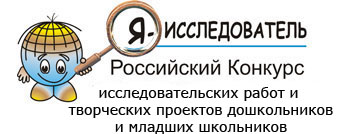 Я - ИССЛЕДОВАТЕЛЬ
Российский Конкурс
исследовательских работ и
творческих проектов дошкольников
и младших школьников